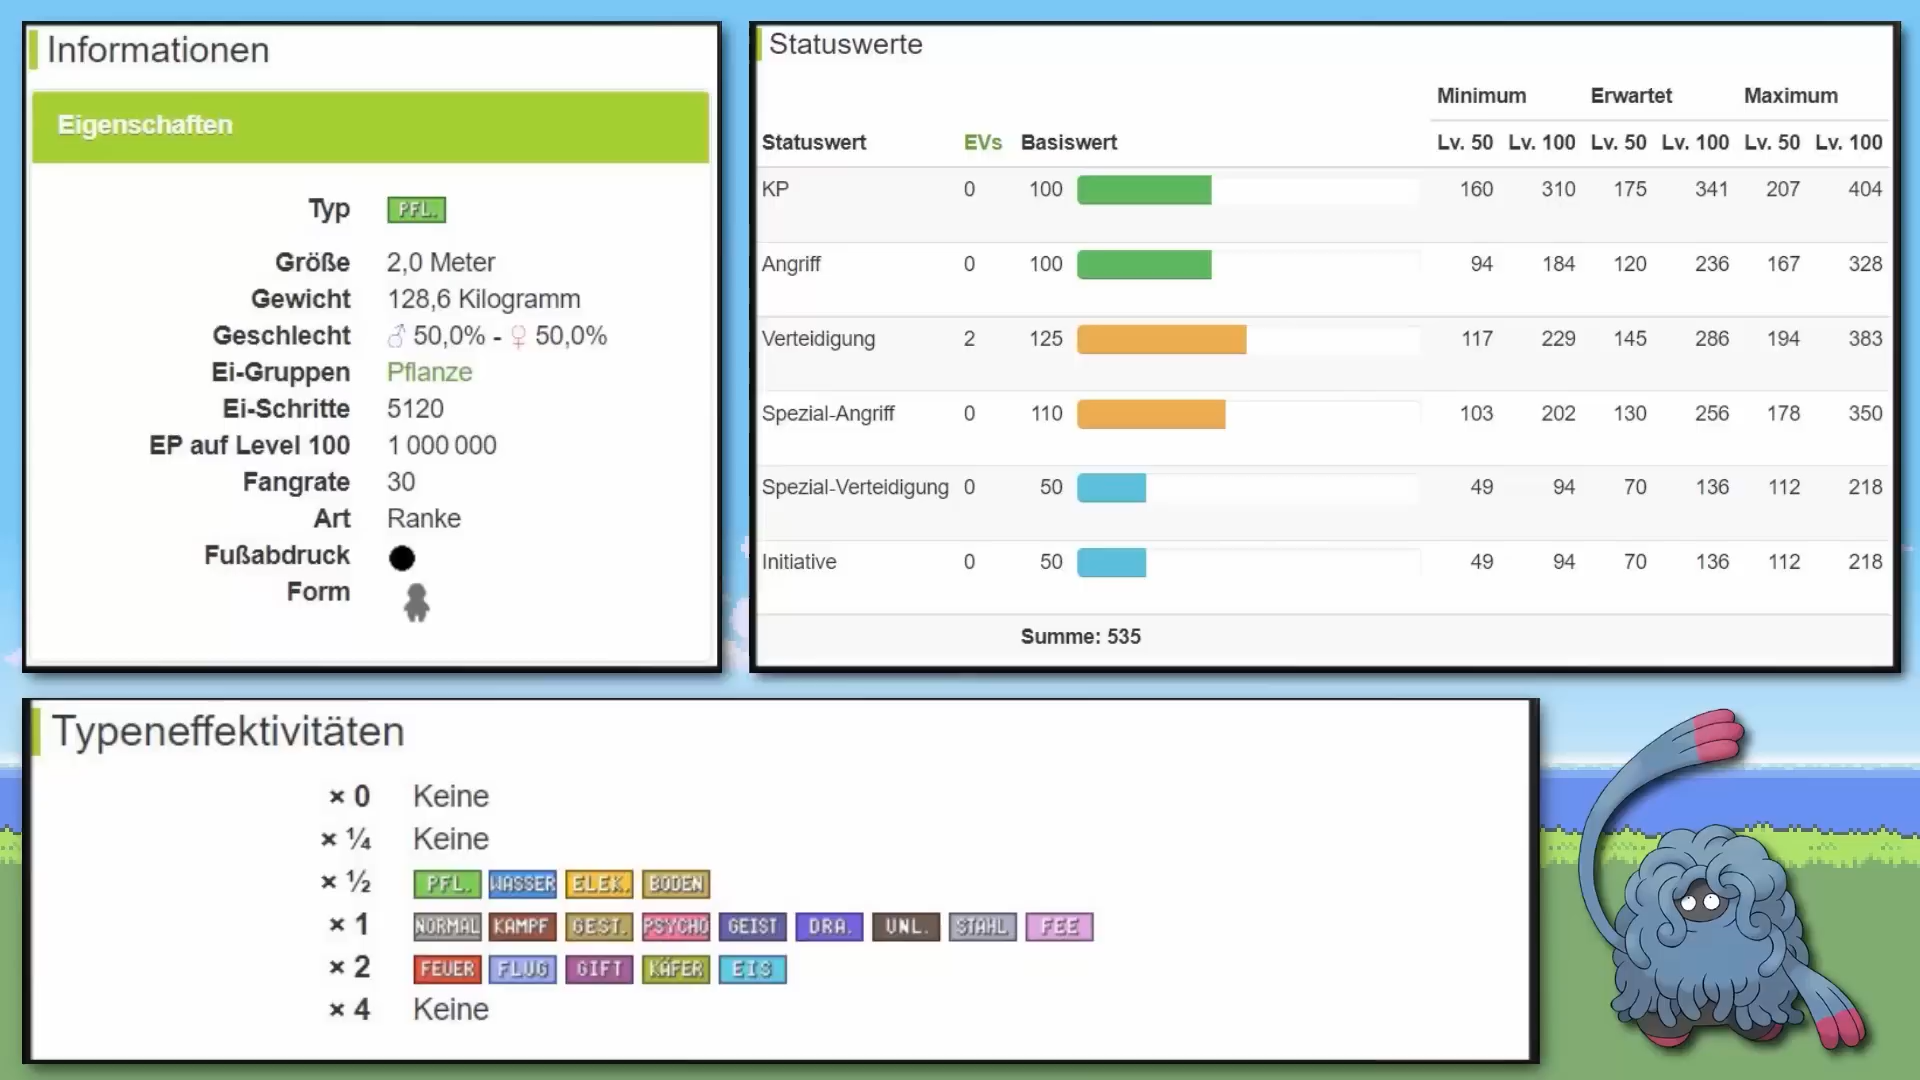 Informationen
Eigenschaften
Typ PFL.
Größe 2,0 Meter
Gewicht 128,6 Kilogramm
Geschlecht ♂ 50,0% - ♀ 50,0%
Ei-Gruppen Pflanze
Ei-Schritte 5120
EP auf Level 100 1 000 000
Fangrate 30
Art Ranke
Fußabdruck
Form
Statuswerte
Minimum Erwartet Maximum
Statuswert EVs Basiswert Lv. 50 Lv. 100 Lv. 50 Lv. 100 Lv. 50 Lv. 100
KP 0 100 160 310 175 341 207 404
Angriff 0 100 94 184 120 236 167 328
Verteidigung 2 125 117 229 145 286 194 383
Spezial-Angriff 0 110 103 202 130 256 178 350
Spezial-Verteidigung 0 50 49 94 70 136 112 218
Initiative 0 50 49 94 70 136 112 218
Summe: 535
Typeneffektivitäten
× 0 Keine
× ¼ Keine
× ½ PFL. WASSER ELEK. BODEN
× 1 NORMAL KAMPF GEST. PSYCHO GEIST DRA. UNL. STAHL FEE
× 2 FEUER FLUG GIFT KÄFER EIS
× 4 Keine